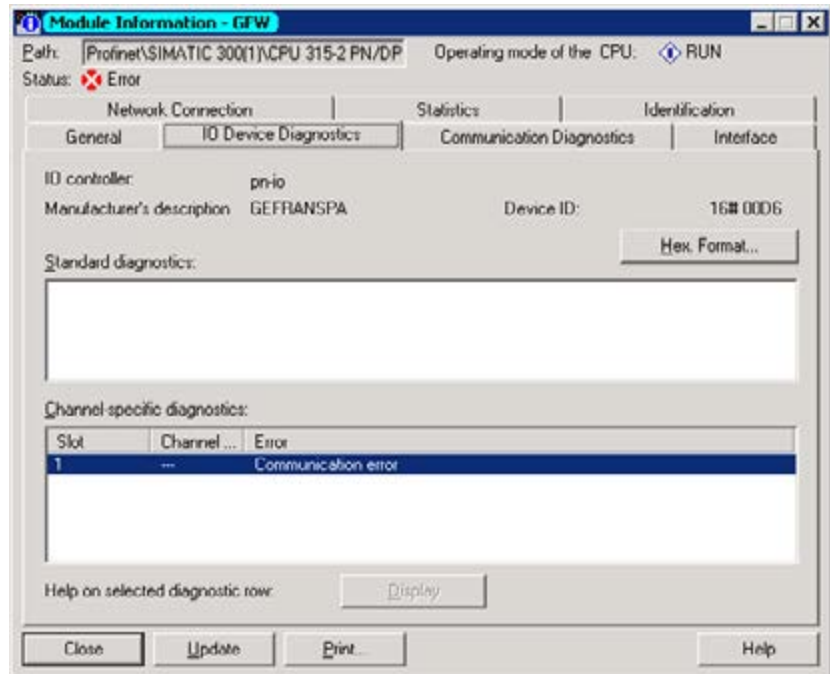 Module Information - GFW
Path: Profinet\SIMATIC 300(1)\CPU 315-2 PN/DP Operating mode of the CPU: RUN
Status: Error
Network Connection Statistics Identification
General IO Device Diagnostics Communication Diagnostics Interface
IO controller: pn-io
Manufacturer's description GEFRANSPA Device ID: 16# 00D6
Hex. Format...
Standard diagnostics:
Channel-specific diagnostics:
Slot Channel ... Error
1 --- Communication error
Help on selected diagnostic row: Display
Close Update Print... Help